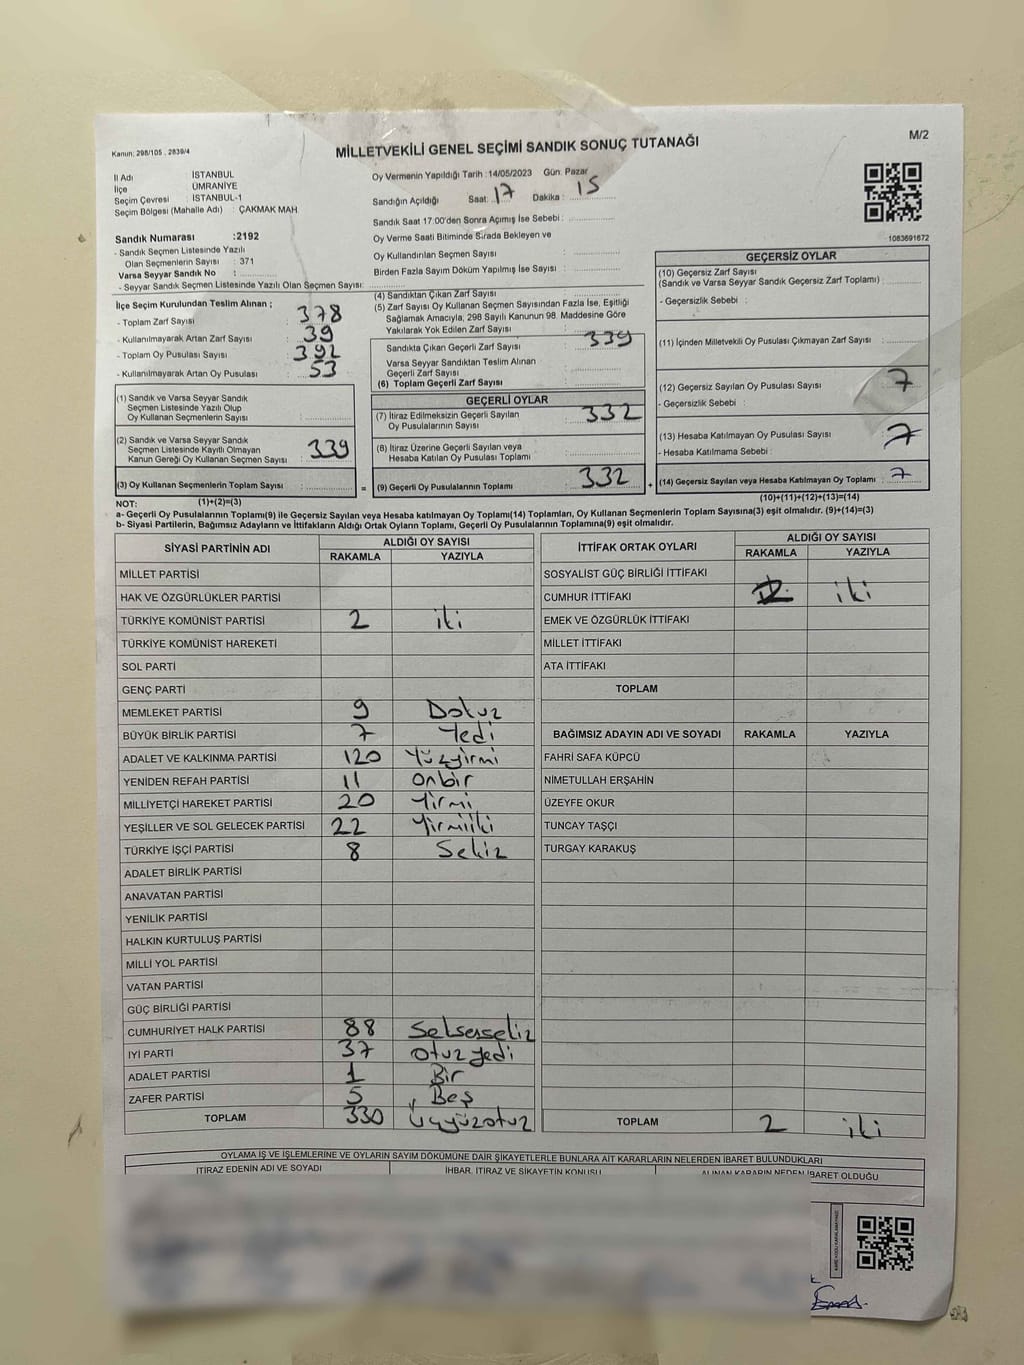 Kanun: 298/105 , 2839/4
MİLLETVEKİLİ GENEL SEÇİMİ SANDIK SONUÇ TUTANAĞI
M/2
İl Adı : İSTANBUL
İlçe : ÜMRANİYE
Seçim Çevresi : İSTANBUL-1
Seçim Bölgesi (Mahalle Adı) : ÇAKMAK MAH.
Sandık Numarası :2192
- Sandık Seçmen Listesinde Yazılı
Olan Seçmenlerin Sayısı : 371
Varsa Seyyar Sandık No :
- Seyyar Sandık Seçmen Listesinde Yazılı Olan Seçmen Sayısı:
Oy Vermenin Yapıldığı Tarih :14/05/2023 Gün. Pazar
Sandığın Açıldığı Saat: 17 Dakika: 15
Sandık Saat 17:00'den Sonra Açımış İse Sebebi :
Oy Verme Saati Bitiminde Sırada Bekleyen ve
Oy Kullandırılan Seçmen Sayısı :
Birden Fazla Sayım Döküm Yapılmış İse Sayısı :
1083691672
İlçe Seçim Kurulundan Teslim Alınan ;
- Toplam Zarf Sayısı : 378
- Kullanılmayarak Artan Zarf Sayısı : 39
- Toplam Oy Pusulası Sayısı : 392
- Kullanılmayarak Artan Oy Pusulası : 53
(1) Sandık ve Varsa Seyyar Sandık
Seçmen Listesinde Yazılı Olup
Oy Kullanan Seçmenlerin Sayısı :
(2) Sandık ve Varsa Seyyar Sandık
Seçmen Listesinde Kayıtlı Olmayan
Kanun Gereği Oy Kullanan Seçmen Sayısı : 339
(3) Oy Kullanan Seçmenlerin Toplam Sayısı :
(4) Sandıktan Çıkan Zarf Sayısı :
(5) Zarf Sayısı Oy Kullanan Seçmen Sayısından Fazla İse, Eşitliği
Sağlamak Amacıyla, 298 Sayılı Kanunun 98. Maddesine Göre
Yakılarak Yok Edilen Zarf Sayısı :
Sandıkta Çıkan Geçerli Zarf Sayısı : 339
Varsa Seyyar Sandıktan Teslim Alınan
Geçerli Zarf Sayısı :
(6) Toplam Geçerli Zarf Sayısı :
GEÇERLİ OYLAR
(7) İtiraz Edilmeksizin Geçerli Sayılan
Oy Pusulalarının Sayısı : 332
(8) İtiraz Üzerine Geçerli Sayılan veya
Hesaba Katılan Oy Pusulası Toplamı :
= (9) Geçerli Oy Pusulalarının Toplamı : 332 +
GEÇERSİZ OYLAR
(10) Geçersiz Zarf Sayısı
(Sandık ve Varsa Seyyar Sandık Geçersiz Zarf Toplamı) :
- Geçersizlik Sebebi :
(11) İçinden Milletvekili Oy Pusulası Çıkmayan Zarf Sayısı :
(12) Geçersiz Sayılan Oy Pusulası Sayısı : 7
- Geçersizlik Sebebi :
(13) Hesaba Katılmayan Oy Pusulası Sayısı : 7
- Hesaba Katılmama Sebebi :
(14) Geçersiz Sayılan veya Hesaba Katılmayan Oy Toplamı : 7
NOT: (1)+(2)=(3) (10)+(11)+(12)+(13)=(14)
a- Geçerli Oy Pusulalarının Toplamı(9) ile Geçersiz Sayılan veya Hesaba Katılmayan Oy Toplamı(14) Toplamları, Oy Kullanan Seçmenlerin Toplam Sayısına(3) eşit olmalıdır. (9)+(14)=(3)
b- Siyasi Partilerin, Bağımsız Adayların ve İttifakların Aldığı Ortak Oyların Toplamı, Geçerli Oy Pusulalarının Toplamına(9) eşit olmalıdır.
SİYASİ PARTİNİN ADI ALDIĞI OY SAYISI
RAKAMLA YAZIYLA
MİLLET PARTİSİ
HAK VE ÖZGÜRLÜKLER PARTİSİ
TÜRKİYE KOMÜNİST PARTİSİ 2 iki
TÜRKİYE KOMÜNİST HAREKETİ
SOL PARTİ
GENÇ PARTİ
MEMLEKET PARTİSİ 9 Dokuz
BÜYÜK BİRLİK PARTİSİ 7 Yedi
ADALET VE KALKINMA PARTİSİ 120 Yüzyirmi
YENİDEN REFAH PARTİSİ 11 Onbir
MİLLİYETÇİ HAREKET PARTİSİ 20 Yirmi
YEŞİLLER VE SOL GELECEK PARTİSİ 22 Yirmiiki
TÜRKİYE İŞÇİ PARTİSİ 8 Sekiz
ADALET BİRLİK PARTİSİ
ANAVATAN PARTİSİ
YENİLİK PARTİSİ
HALKIN KURTULUŞ PARTİSİ
MİLLİ YOL PARTİSİ
VATAN PARTİSİ
GÜÇ BİRLİĞİ PARTİSİ
CUMHURİYET HALK PARTİSİ 88 Seksensekiz
İYİ PARTİ 37 Otuz yedi
ADALET PARTİSİ 1 Bir
ZAFER PARTİSİ 5 Beş
TOPLAM 330 Üçyüzotuz
İTTİFAK ORTAK OYLARI ALDIĞI OY SAYISI
RAKAMLA YAZIYLA
SOSYALİST GÜÇ BİRLİĞİ İTTİFAKI
CUMHUR İTTİFAKI 2 iki
EMEK VE ÖZGÜRLÜK İTTİFAKI
MİLLET İTTİFAKI
ATA İTTİFAKI
TOPLAM
BAĞIMSIZ ADAYIN ADI VE SOYADI RAKAMLA YAZIYLA
FAHRİ SAFA KÜPCÜ
NİMETULLAH ERŞAHİN
ÜZEYFE OKUR
TUNCAY TAŞÇI
TURGAY KARAKUŞ
TOPLAM 2 iki
OYLAMA İŞ VE İŞLEMLERİNE VE OYLARIN SAYIM DÖKÜMÜNE DAİR ŞİKAYETLERLE BUNLARA AİT KARARLARIN NELERDEN İBARET BULUNDUKLARI
İTİRAZ EDENİN ADI VE SOYADI İHBAR, İTİRAZ VE ŞİKAYETİN KONUSU ALINAN KARARIN NEDEN İBARET OLDUĞU